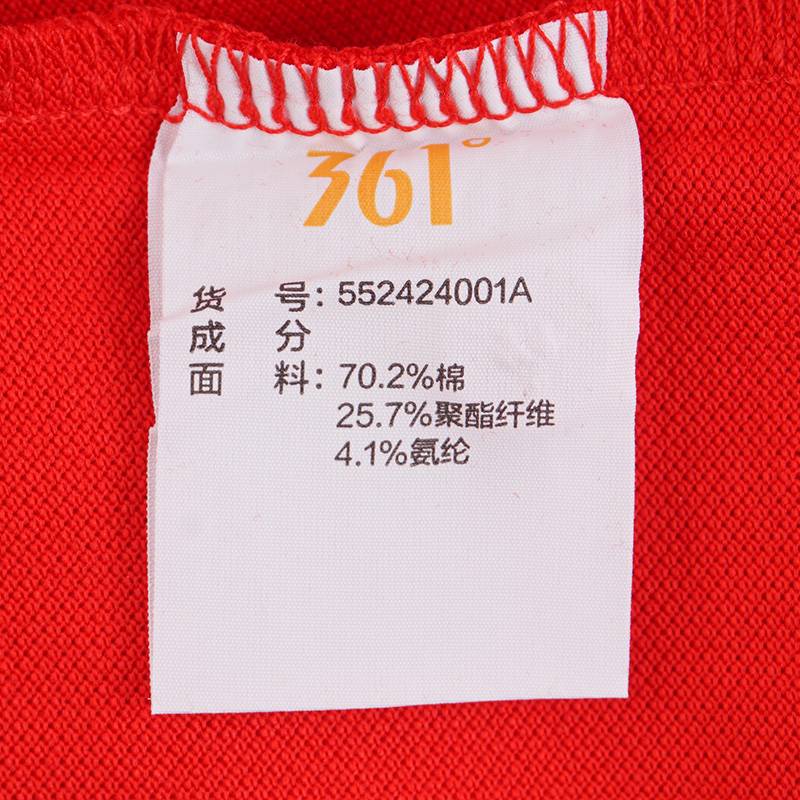 361°
货 号: 552424001A
成 分
面 料: 70.2%棉
25.7%聚酯纤维
4.1%氨纶